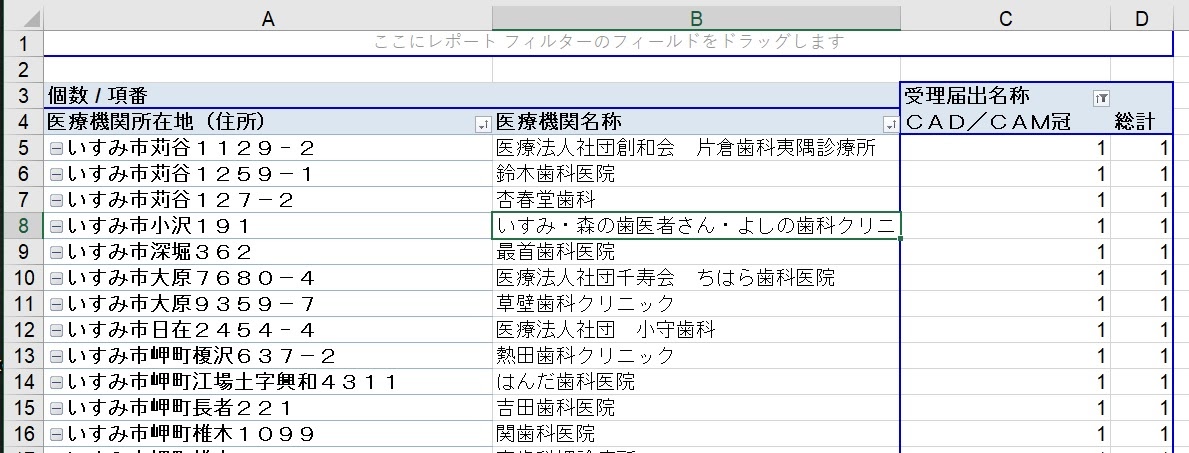 A B C D
1 ここにレポート フィルターのフィールドをドラッグします
2
3 個数 / 項番 受理届出名称
4 医療機関所在地（住所） 医療機関名称 ＣＡＤ／ＣＡＭ冠 総計
5 いすみ市苅谷１１２９－２ 医療法人社団創和会　片倉歯科夷隅診療所 1 1
6 いすみ市苅谷１２５９－１ 鈴木歯科医院 1 1
7 いすみ市苅谷１２７－２ 杏春堂歯科 1 1
8 いすみ市小沢１９１ いすみ・森の歯医者さん・よしの歯科クリニ 1 1
9 いすみ市深堀３６２ 最首歯科医院 1 1
10 いすみ市大原７６８０－４ 医療法人社団千寿会　ちはら歯科医院 1 1
11 いすみ市大原９３５９－７ 草壁歯科クリニック 1 1
12 いすみ市日在２４５４－４ 医療法人社団　小守歯科 1 1
13 いすみ市岬町榎沢６３７－２ 熱田歯科クリニック 1 1
14 いすみ市岬町江場土字興和４３１１ はんだ歯科医院 1 1
15 いすみ市岬町長者２２１ 吉田歯科医院 1 1
16 いすみ市岬町椎木１０９９ 関歯科医院 1 1